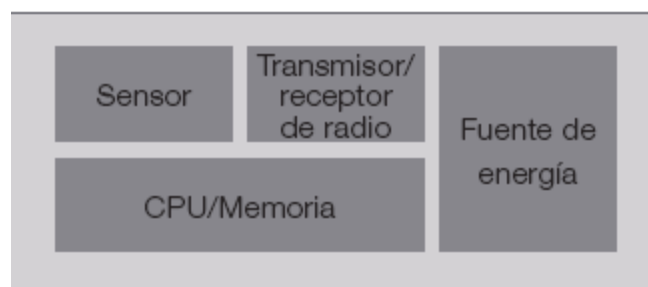 Sensor
Transmisor/
receptor
de radio
Fuente de
energía
CPU/Memoria